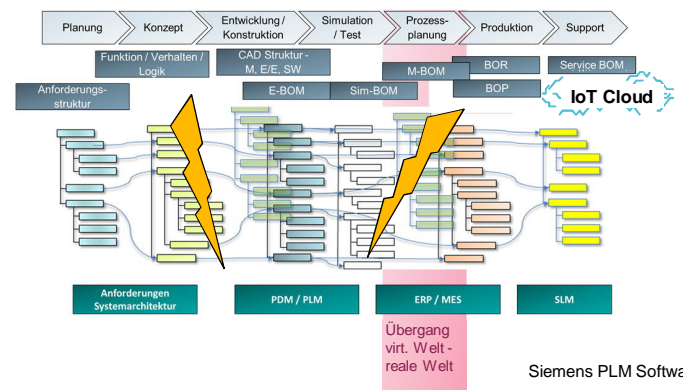 Planung
Konzept
Entwicklung /
Konstruktion
Simulation
/ Test
Prozess-
planung
Produktion
Support
Funktion / Verhalten /
Logik
CAD Struktur -
M, E/E, SW
M-BOM
BOR
Service BOM
Anforderungs-
struktur
E-BOM
Sim-BOM
BOP
IoT Cloud
Anforderungen
Systemarchitektur
PDM / PLM
ERP / MES
SLM
Übergang
virt. Welt -
reale Welt
Siemens PLM Softwa